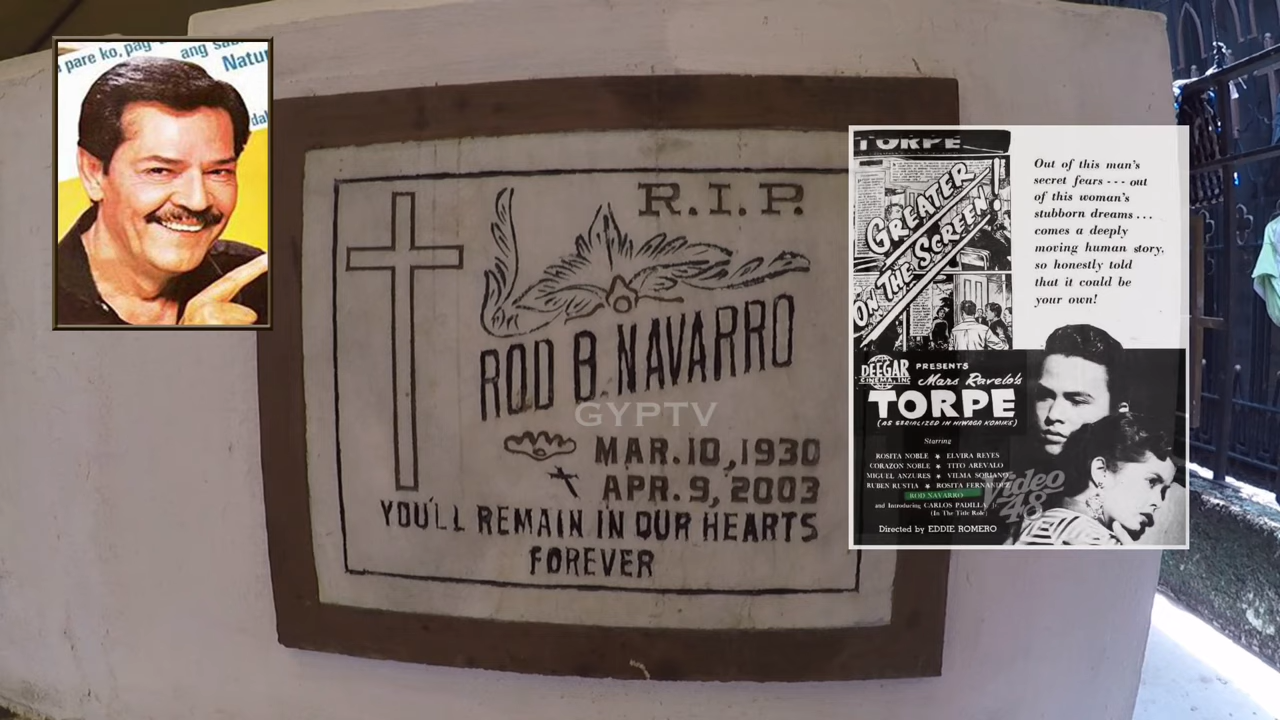 pare ko, pag
ang sab
Natur
dal
R.I.P.
ROD B. NAVARRO
GYPTV
MAR.10,1930
APR.9,2003
YOU'LL REMAIN IN OUR HEARTS
FOREVER
TORPE
GREATER
ON THE SCREEN!
Out of this man's
secret fears --- out
of this woman's
stubborn dreams...
comes a deeply
moving human story,
so honestly told
that it could be
your own!
DEEGAR
CINEMA, INC
PRESENTS
Mars Ravelo's
TORPE
(AS SERIALIZED IN HIWAGA KOMIKS)
Starring
ROSITA NOBLE ★ ELVIRA REYES
CORAZON NOBLE ★ TITO AREVALO
MIGUEL ANZURES ★ VILMA SORIANO
RUBEN RUSTIA ★ ROSITA FERNANDEZ
ROD NAVARRO
and Introducing CARLOS PADILLA, Jr.
(In The Title Role)
Directed by EDDIE ROMERO
Video
48